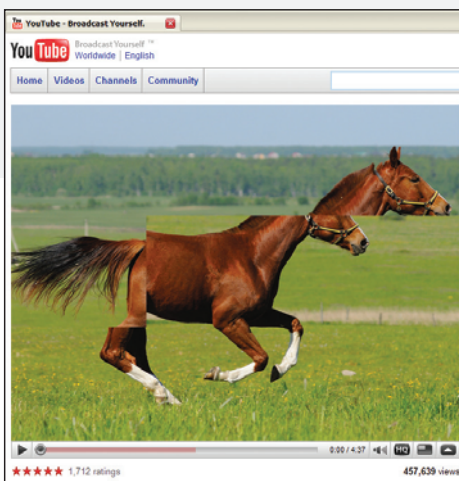 YouTube - Broadcast Yourself.
YouTube
Broadcast Yourself ™
Worldwide | English
Home Videos Channels Community
0:00 / 4:37 HQ
1,712 ratings 457,639 views